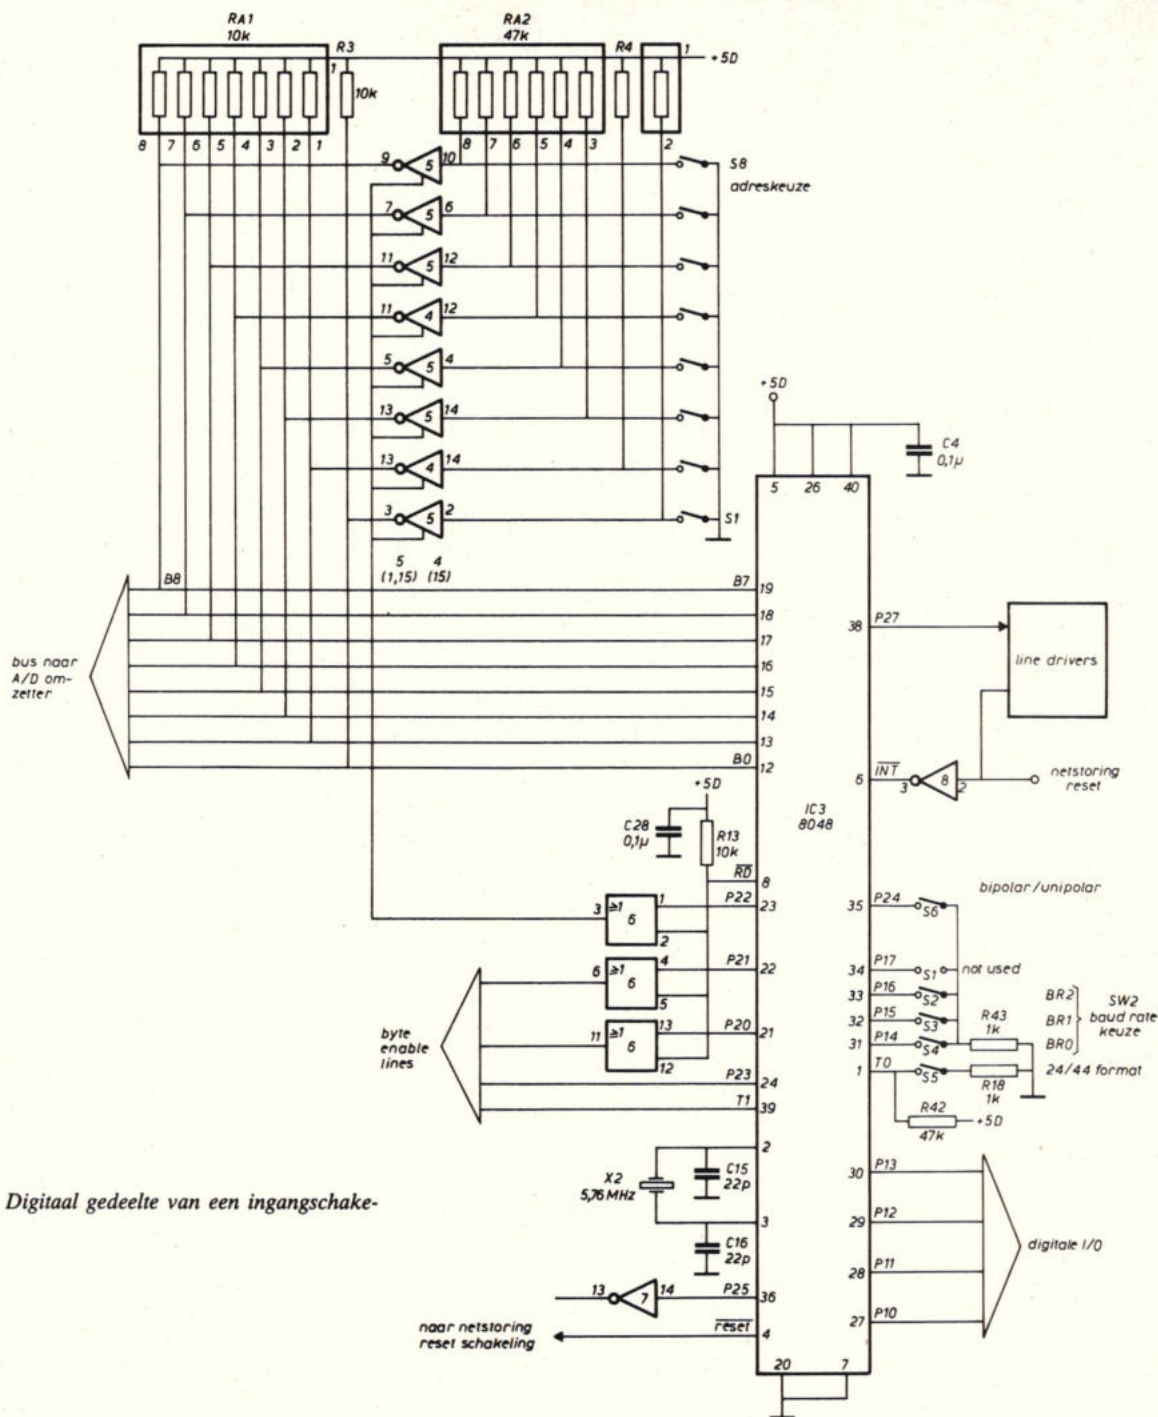 RA1
10k
R3
RA2
47k
R4
1
+5D
1
10k
8 7 6 5 4 3 2 1
8 7 6 5 4 3
2
9 5 10
S8
adreskeuze
7 5 6
11 5 12
11 4 12
5 5 4
13 5 14
13 4 14
3 5 2
S1
5 4
(1,15) (15)
+5D
C4
0,1µ
5 26 40
B8
B7 19
18
17
16
15
14
13
B0 12
bus naar
A/D om-
zetter
38 P27
line drivers
6 INT
3 8 2
netstoring
reset
IC3
8048
+5D
C28
0,1µ
R13
10k
RD
8
3 ≥1 6 1
2
P22
23
6 ≥1 6 4
5
P21
22
11 ≥1 6 13
12
P20
21
P23
24
T1
39
byte
enable
lines
bipolar/unipolar
35 P24 S6
34 P17 S1 not used
33 P16 S2
32 P15 S3
31 P14 S4
1 T0 S5
R43
1k
R18
1k
BR2
BR1
BR0
SW2
baud rate
keuze
24/44 format
R42
47k
+5D
2
X2
5,76 MHz
C15
22p
3
C16
22p
30 P13
29 P12
28 P11
27 P10
digitale I/O
13 7 14 P25 36
naar netstoring
reset schakeling
reset
4
20 7
Digitaal gedeelte van een ingangschake-